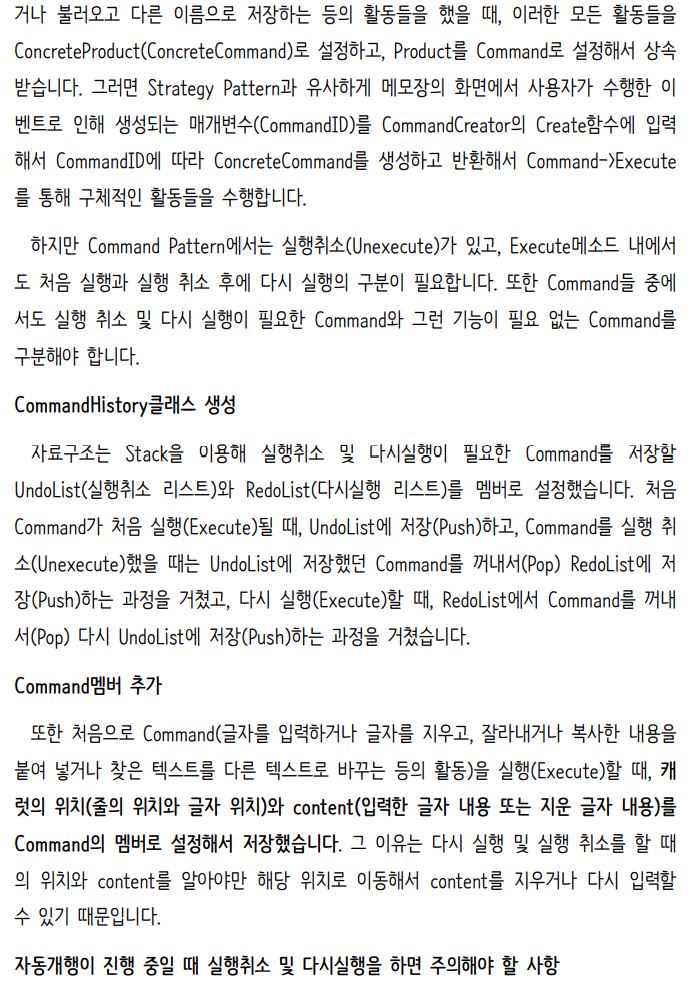 거나 불러오고 다른 이름으로 저장하는 등의 활동들을 했을 때, 이러한 모든 활동들을
ConcreteProduct(ConcreteCommand)로 설정하고, Product를 Command로 설정해서 상속
받습니다. 그러면 Strategy Pattern과 유사하게 메모장의 화면에서 사용자가 수행한 이
벤트로 인해 생성되는 매개변수(CommandID)를 CommandCreator의 Create함수에 입력
해서 CommandID에 따라 ConcreteCommand를 생성하고 반환해서 Command->Execute
를 통해 구체적인 활동들을 수행합니다.
하지만 Command Pattern에서는 실행취소(Unexecute)가 있고, Execute메소드 내에서
도 처음 실행과 실행 취소 후에 다시 실행의 구분이 필요합니다. 또한 Command들 중에
서도 실행 취소 및 다시 실행이 필요한 Command와 그런 기능이 필요 없는 Command를
구분해야 합니다.
CommandHistory클래스 생성
자료구조는 Stack을 이용해 실행취소 및 다시실행이 필요한 Command를 저장할
UndoList(실행취소 리스트)와 RedoList(다시실행 리스트)를 멤버로 설정했습니다. 처음
Command가 처음 실행(Execute)될 때, UndoList에 저장(Push)하고, Command를 실행 취
소(Unexecute)했을 때는 UndoList에 저장했던 Command를 꺼내서(Pop) RedoList에 저
장(Push)하는 과정을 거쳤고, 다시 실행(Execute)할 때, RedoList에서 Command를 꺼내
서(Pop) 다시 UndoList에 저장(Push)하는 과정을 거쳤습니다.
Command멤버 추가
또한 처음으로 Command(글자를 입력하거나 글자를 지우고, 잘라내거나 복사한 내용을
붙여 넣거나 찾은 텍스트를 다른 텍스트로 바꾸는 등의 활동)을 실행(Execute)할 때, 캐
럿의 위치(줄의 위치와 글자 위치)와 content(입력한 글자 내용 또는 지운 글자 내용)를
Command의 멤버로 설정해서 저장했습니다. 그 이유는 다시 실행 및 실행 취소를 할 때
의 위치와 content를 알아야만 해당 위치로 이동해서 content를 지우거나 다시 입력할
수 있기 때문입니다.
자동개행이 진행 중일 때 실행취소 및 다시실행을 하면 주의해야 할 사항